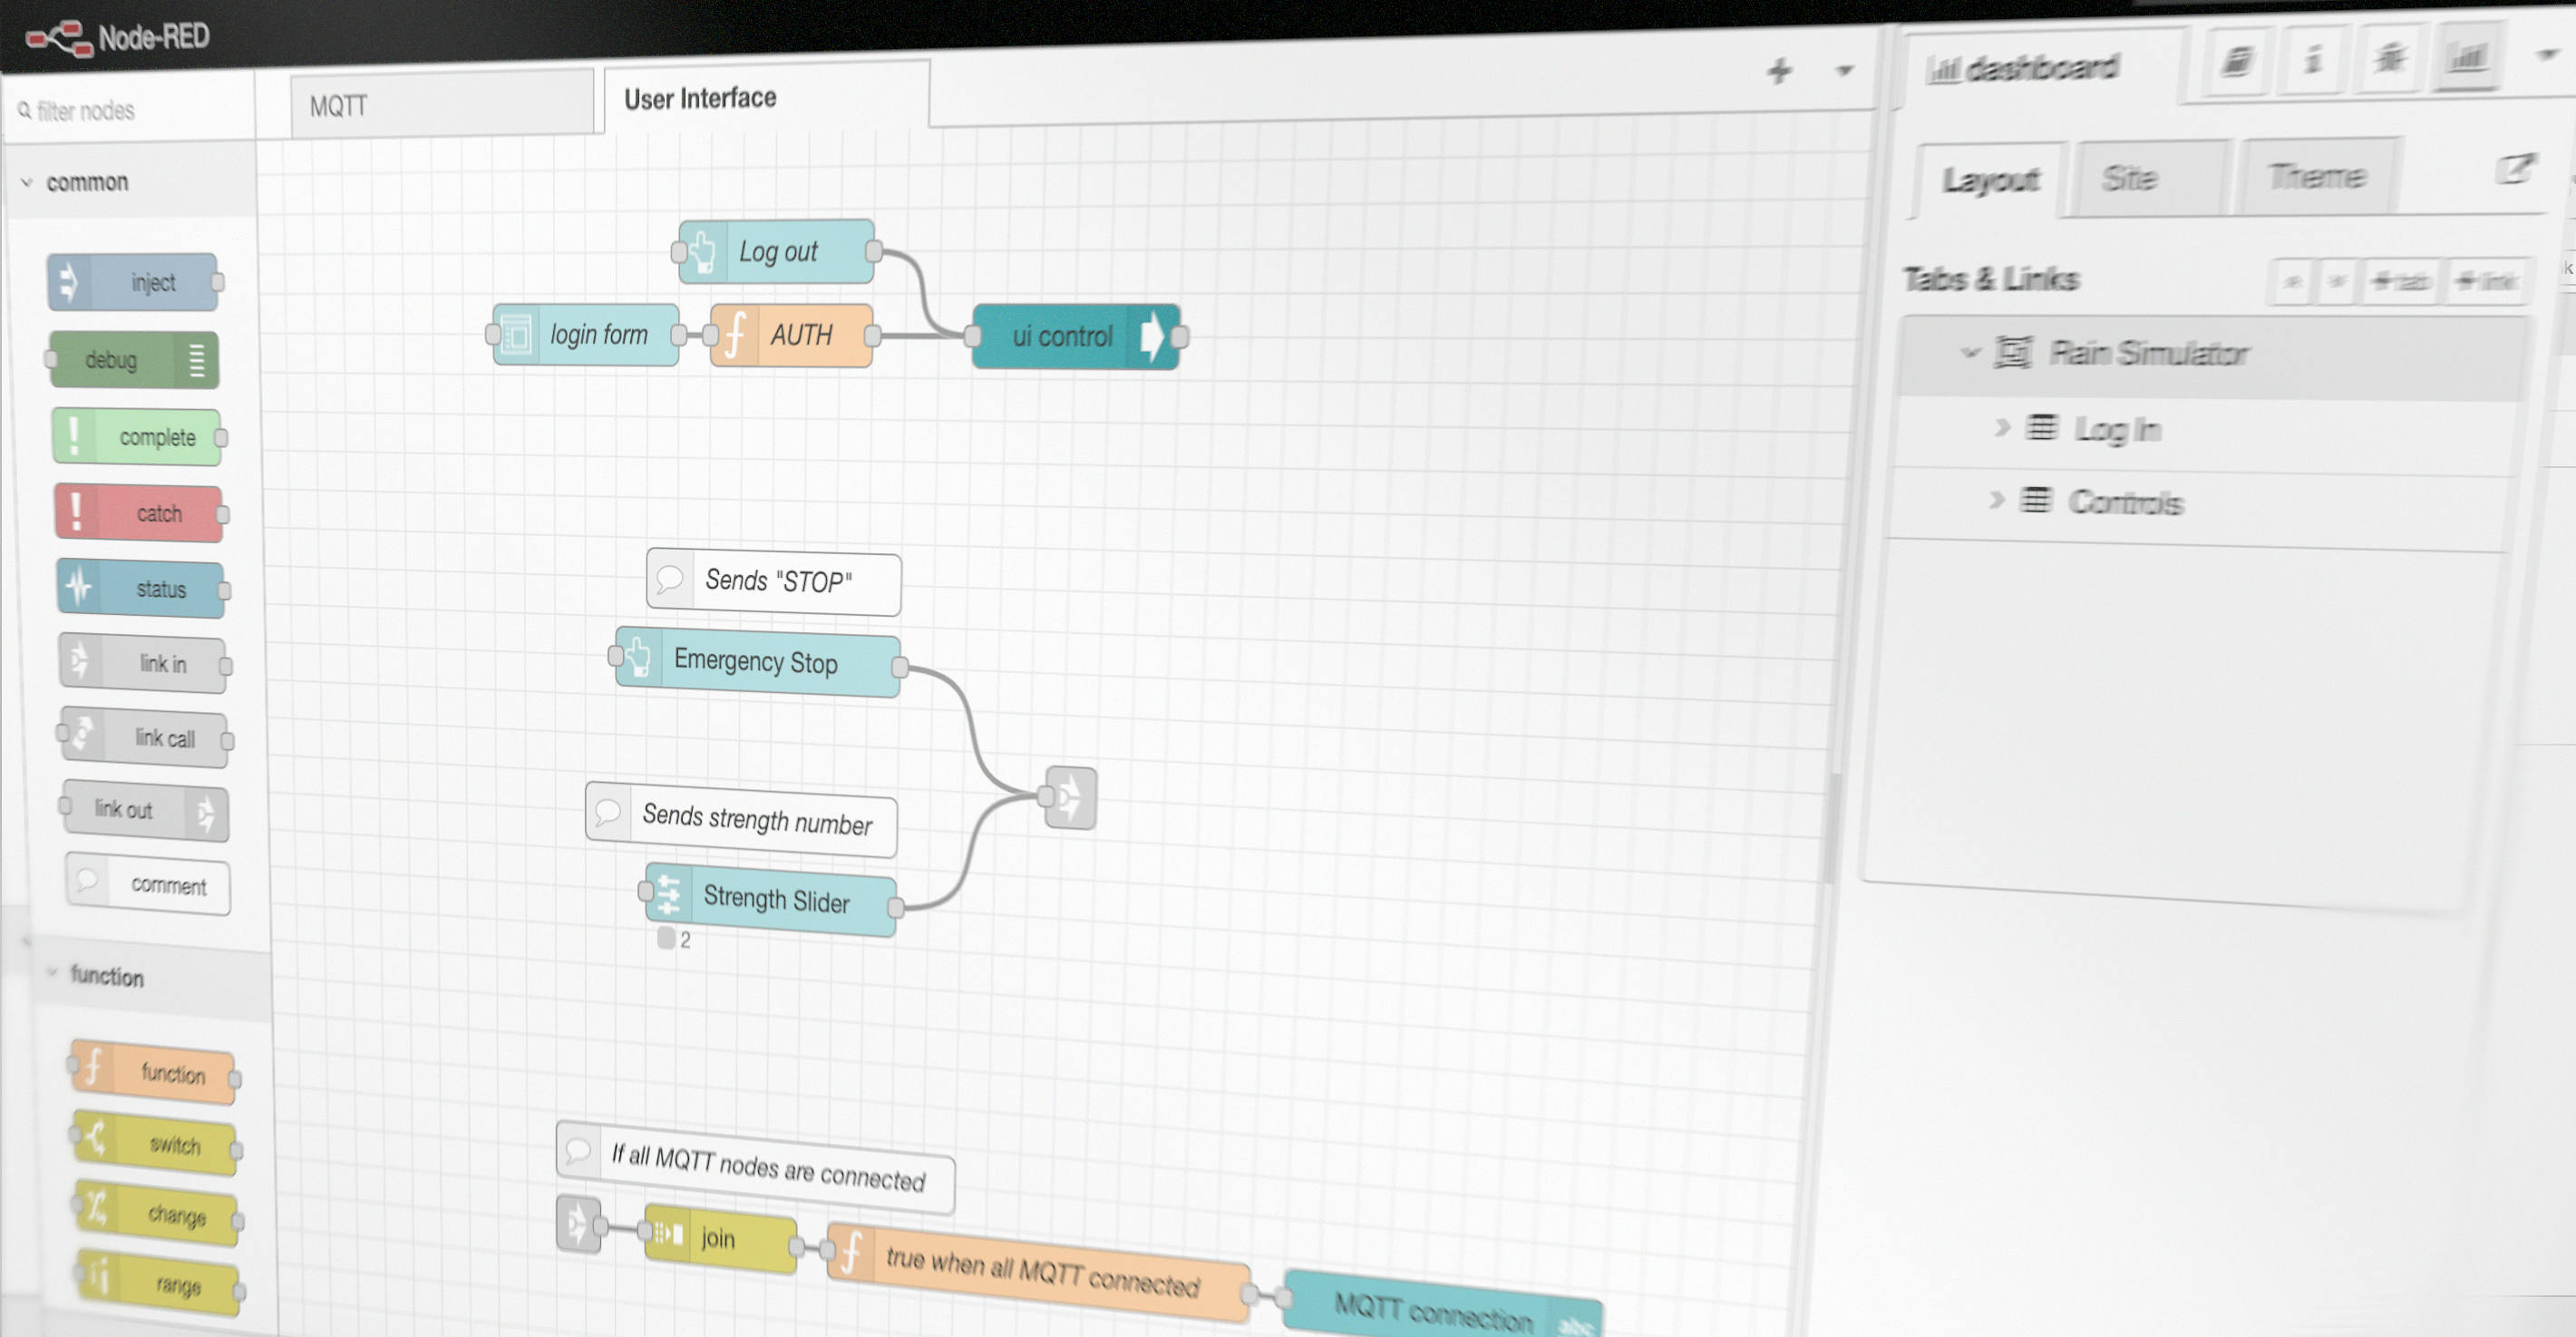 Node-RED
filter nodes
MQTT
User Interface
dashboard
common
inject
debug
complete
catch
status
link in
link call
link out
comment
function
function
switch
change
range
Log out
login form
AUTH
ui control
Sends "STOP"
Emergency Stop
Sends strength number
Strength Slider
2
If all MQTT nodes are connected
join
true when all MQTT connected
MQTT connection
abc
Layout
Site
Theme
Tabs & Links
tab
link
Rain Simulator
Log In
Controls